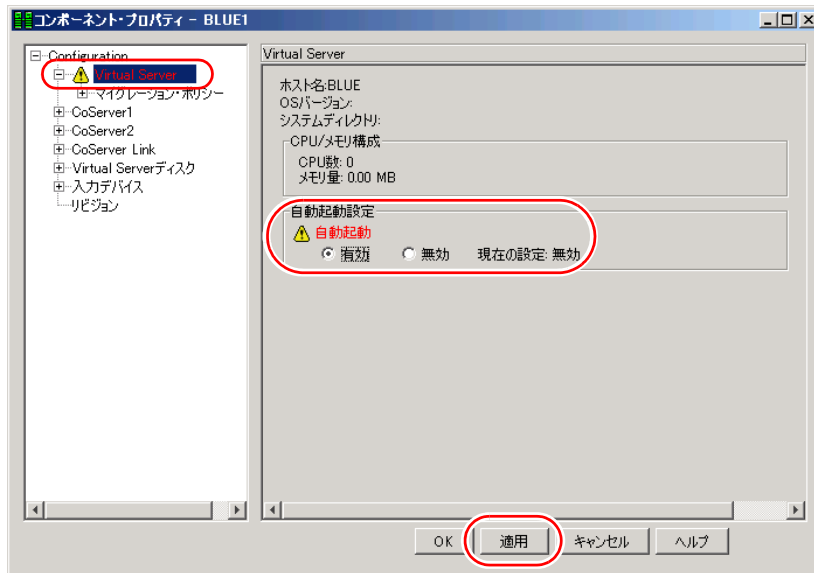 コンポーネント・プロパティ - BLUE1
Configuration
Virtual Server
マイグレーション・ポリシー
CoServer1
CoServer2
CoServer Link
Virtual Serverディスク
入力デバイス
リビジョン
Virtual Server
ホスト名:BLUE
OSバージョン:
システムディレクトリ:
CPU/メモリ構成
CPU数: 0
メモリ量: 0.00 MB
自動起動設定
自動起動
有効 無効 現在の設定: 無効
OK 適用 キャンセル ヘルプ